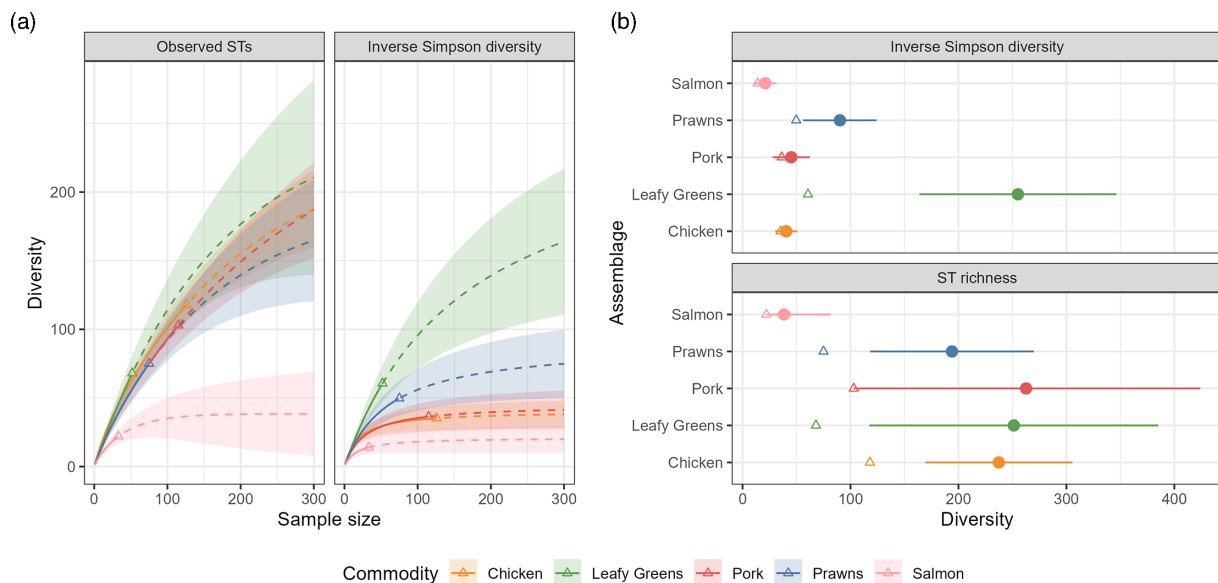 (a)
Observed STs
Inverse Simpson diversity
Diversity
200
100
0
0 100 200 300
0 100 200 300
Sample size
(b)
Inverse Simpson diversity
Salmon
Prawns
Pork
Leafy Greens
Chicken
Assemblage
ST richness
Salmon
Prawns
Pork
Leafy Greens
Chicken
0 100 200 300 400
Diversity
Commodity Chicken Leafy Greens Pork Prawns Salmon